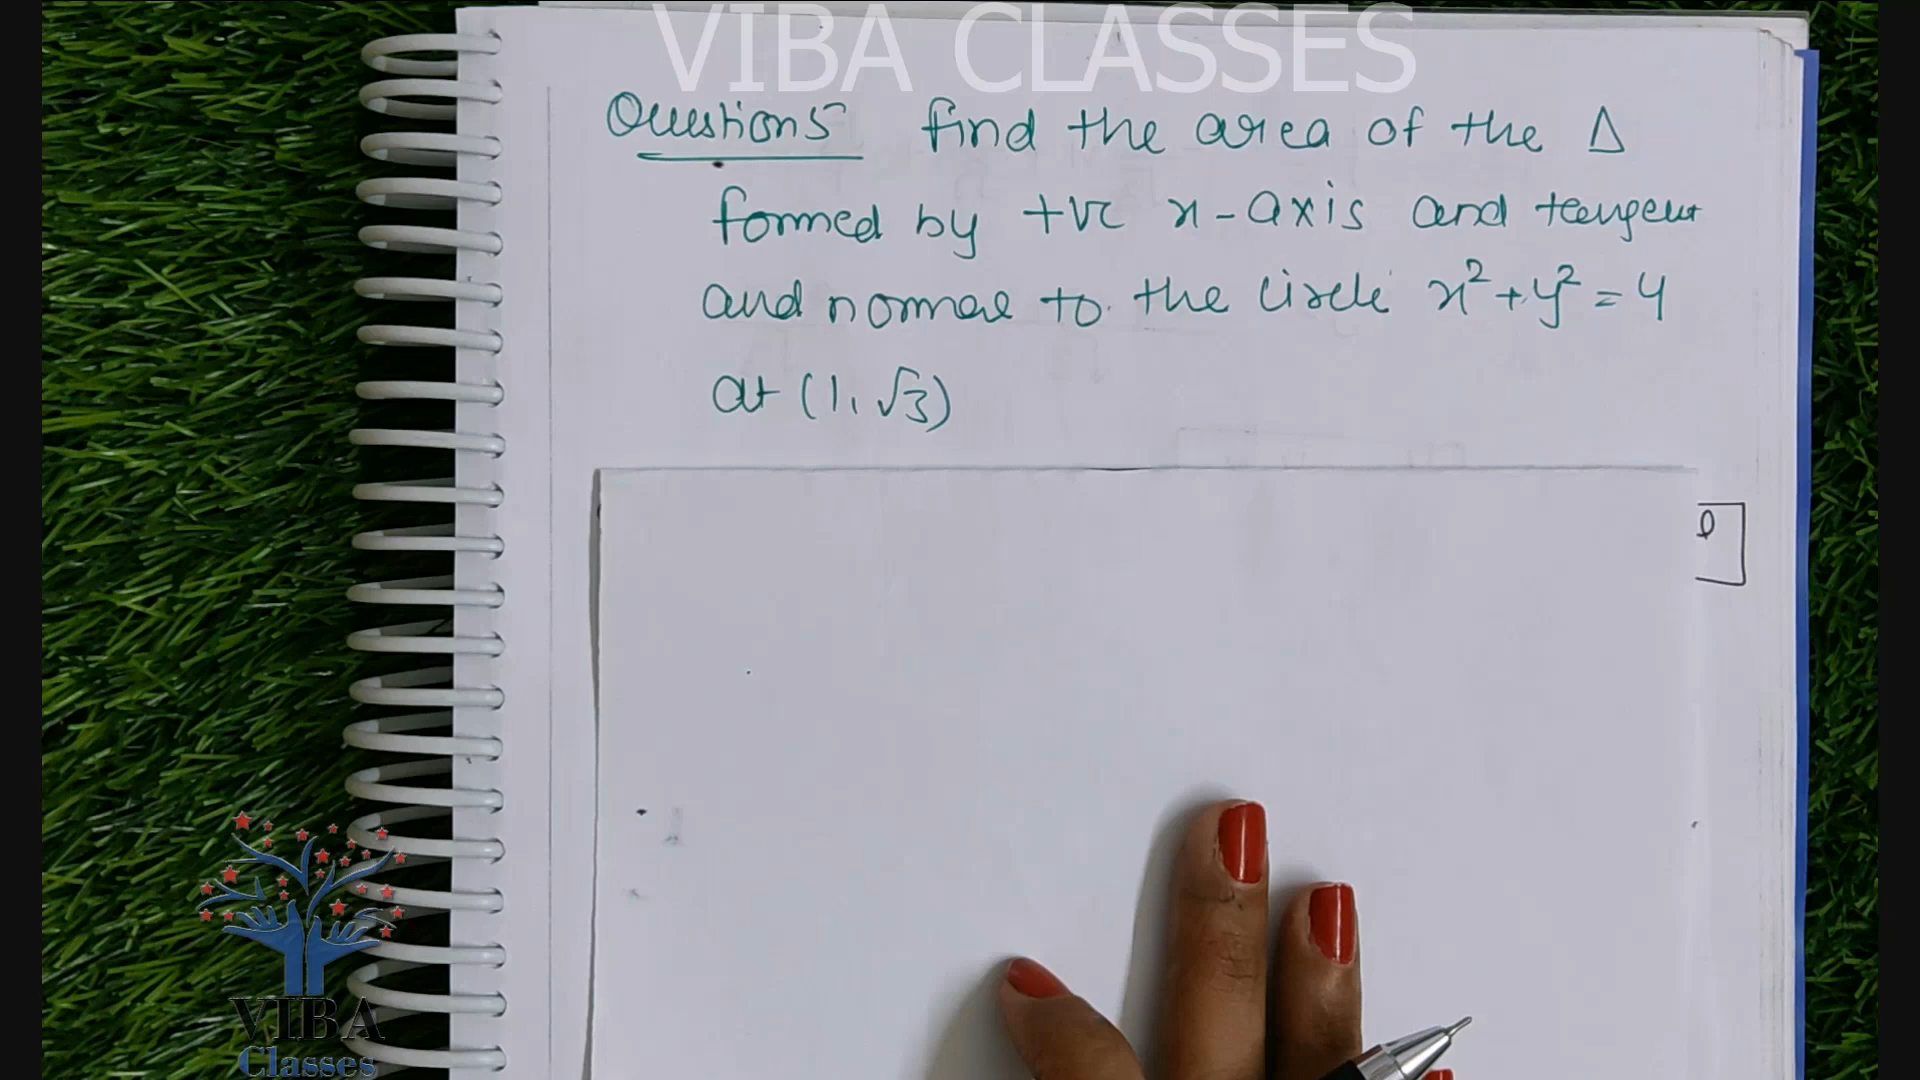 VIBA CLASSES
Questions find the area of the Δ
formed by +ve x-axis and tangent
and normal to the circle x²+y²=4
at (1,√3)
VIBA
Classes